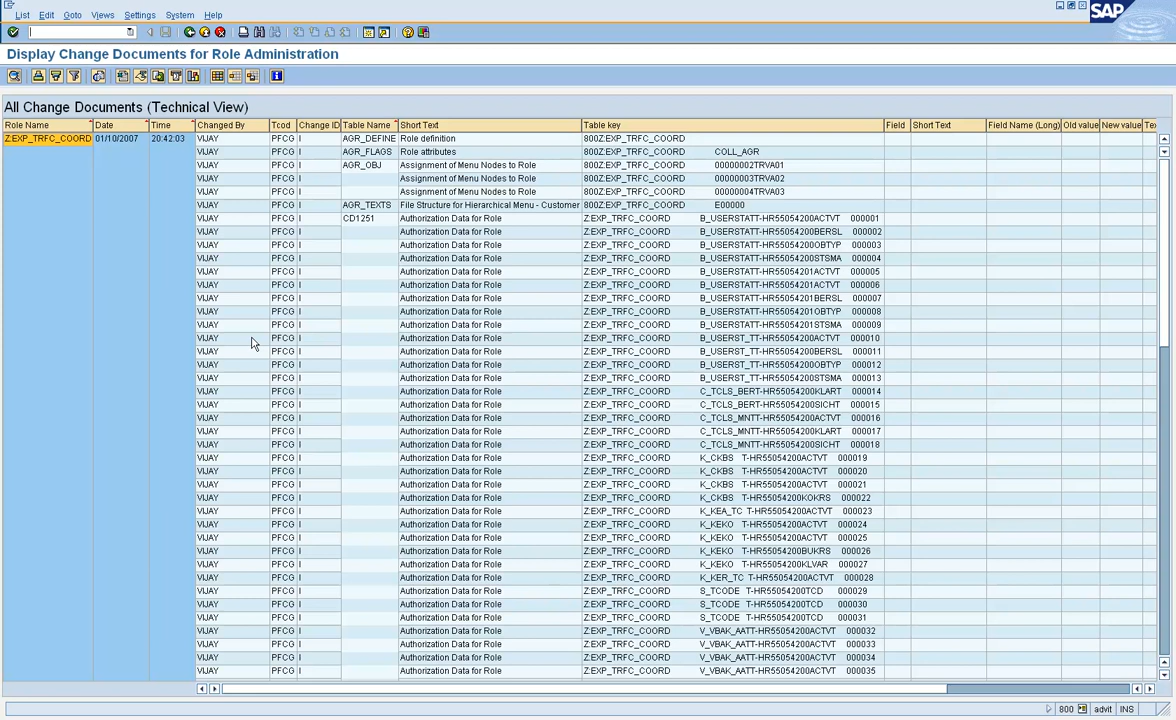 List Edit Goto Views Settings System Help
SAP
Display Change Documents for Role Administration
All Change Documents (Technical View)
Role Name Date Time Changed By Tcod Change ID Table Name Short Text Table key Field Short Text Field Name (Long) Old value New value Te
Z:EXP_TRFC_COORD 01/10/2007 20:42:03 VIJAY PFCG I AGR_DEFINE Role definition 800Z:EXP_TRFC_COORD
VIJAY PFCG I AGR_FLAGS Role attributes 800Z:EXP_TRFC_COORD COLL_AGR
VIJAY PFCG I AGR_OBJ Assignment of Menu Nodes to Role 800Z:EXP_TRFC_COORD 00000002TRVA01
VIJAY PFCG I Assignment of Menu Nodes to Role 800Z:EXP_TRFC_COORD 00000003TRVA02
VIJAY PFCG I Assignment of Menu Nodes to Role 800Z:EXP_TRFC_COORD 00000004TRVA03
VIJAY PFCG I AGR_TEXTS File Structure for Hierarchical Menu - Customer 800Z:EXP_TRFC_COORD E00000
VIJAY PFCG I CD1251 Authorization Data for Role Z:EXP_TRFC_COORD B_USERSTATT-HR55054200ACTVT 000001
VIJAY PFCG I Authorization Data for Role Z:EXP_TRFC_COORD B_USERSTATT-HR55054200BERSL 000002
VIJAY PFCG I Authorization Data for Role Z:EXP_TRFC_COORD B_USERSTATT-HR55054200OBTYP 000003
VIJAY PFCG I Authorization Data for Role Z:EXP_TRFC_COORD B_USERSTATT-HR55054200STSMA 000004
VIJAY PFCG I Authorization Data for Role Z:EXP_TRFC_COORD B_USERSTATT-HR55054201ACTVT 000005
VIJAY PFCG I Authorization Data for Role Z:EXP_TRFC_COORD B_USERSTATT-HR55054201ACTVT 000006
VIJAY PFCG I Authorization Data for Role Z:EXP_TRFC_COORD B_USERSTATT-HR55054201BERSL 000007
VIJAY PFCG I Authorization Data for Role Z:EXP_TRFC_COORD B_USERSTATT-HR55054201OBTYP 000008
VIJAY PFCG I Authorization Data for Role Z:EXP_TRFC_COORD B_USERSTATT-HR55054201STSMA 000009
VIJAY PFCG I Authorization Data for Role Z:EXP_TRFC_COORD B_USERST_TT-HR55054200ACTVT 000010
VIJAY PFCG I Authorization Data for Role Z:EXP_TRFC_COORD B_USERST_TT-HR55054200BERSL 000011
VIJAY PFCG I Authorization Data for Role Z:EXP_TRFC_COORD B_USERST_TT-HR55054200OBTYP 000012
VIJAY PFCG I Authorization Data for Role Z:EXP_TRFC_COORD B_USERST_TT-HR55054200STSMA 000013
VIJAY PFCG I Authorization Data for Role Z:EXP_TRFC_COORD C_TCLS_BERT-HR55054200KLART 000014
VIJAY PFCG I Authorization Data for Role Z:EXP_TRFC_COORD C_TCLS_BERT-HR55054200SICHT 000015
VIJAY PFCG I Authorization Data for Role Z:EXP_TRFC_COORD C_TCLS_MNTT-HR55054200ACTVT 000016
VIJAY PFCG I Authorization Data for Role Z:EXP_TRFC_COORD C_TCLS_MNTT-HR55054200KLART 000017
VIJAY PFCG I Authorization Data for Role Z:EXP_TRFC_COORD C_TCLS_MNTT-HR55054200SICHT 000018
VIJAY PFCG I Authorization Data for Role Z:EXP_TRFC_COORD K_CKBS T-HR55054200ACTVT 000019
VIJAY PFCG I Authorization Data for Role Z:EXP_TRFC_COORD K_CKBS T-HR55054200ACTVT 000020
VIJAY PFCG I Authorization Data for Role Z:EXP_TRFC_COORD K_CKBS T-HR55054200ACTVT 000021
VIJAY PFCG I Authorization Data for Role Z:EXP_TRFC_COORD K_CKBS T-HR55054200KOKRS 000022
VIJAY PFCG I Authorization Data for Role Z:EXP_TRFC_COORD K_KEA_TC T-HR55054200ACTVT 000023
VIJAY PFCG I Authorization Data for Role Z:EXP_TRFC_COORD K_KEKO T-HR55054200ACTVT 000024
VIJAY PFCG I Authorization Data for Role Z:EXP_TRFC_COORD K_KEKO T-HR55054200ACTVT 000025
VIJAY PFCG I Authorization Data for Role Z:EXP_TRFC_COORD K_KEKO T-HR55054200BUKRS 000026
VIJAY PFCG I Authorization Data for Role Z:EXP_TRFC_COORD K_KEKO T-HR55054200KLVAR 000027
VIJAY PFCG I Authorization Data for Role Z:EXP_TRFC_COORD K_KER_TC T-HR55054200ACTVT 000028
VIJAY PFCG I Authorization Data for Role Z:EXP_TRFC_COORD S_TCODE T-HR55054200TCD 000029
VIJAY PFCG I Authorization Data for Role Z:EXP_TRFC_COORD S_TCODE T-HR55054200TCD 000030
VIJAY PFCG I Authorization Data for Role Z:EXP_TRFC_COORD S_TCODE T-HR55054200TCD 000031
VIJAY PFCG I Authorization Data for Role Z:EXP_TRFC_COORD V_VBAK_AATT-HR55054200ACTVT 000032
VIJAY PFCG I Authorization Data for Role Z:EXP_TRFC_COORD V_VBAK_AATT-HR55054200ACTVT 000033
VIJAY PFCG I Authorization Data for Role Z:EXP_TRFC_COORD V_VBAK_AATT-HR55054200ACTVT 000034
VIJAY PFCG I Authorization Data for Role Z:EXP_TRFC_COORD V_VBAK_AATT-HR55054200ACTVT 000035
800 advit INS